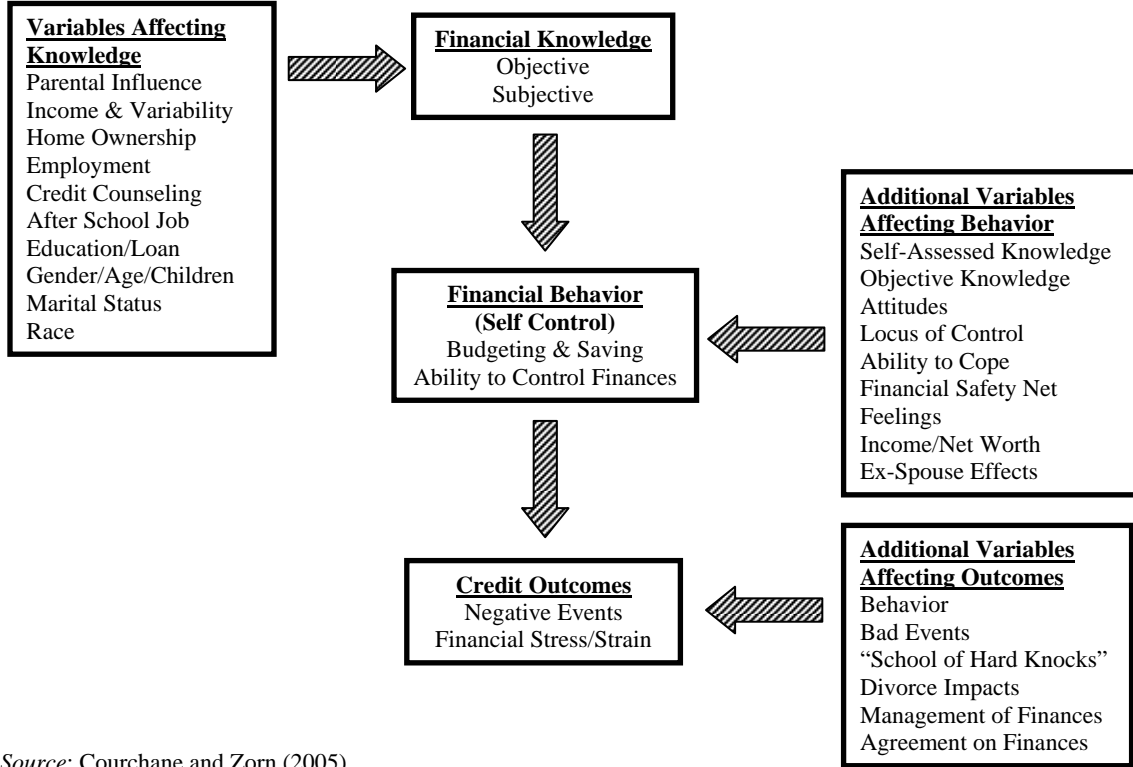 Variables Affecting
Knowledge
Parental Influence
Income & Variability
Home Ownership
Employment
Credit Counseling
After School Job
Education/Loan
Gender/Age/Children
Marital Status
Race
Financial Knowledge
Objective
Subjective
Financial Behavior
(Self Control)
Budgeting & Saving
Ability to Control Finances
Additional Variables
Affecting Behavior
Self-Assessed Knowledge
Objective Knowledge
Attitudes
Locus of Control
Ability to Cope
Financial Safety Net
Feelings
Income/Net Worth
Ex-Spouse Effects
Credit Outcomes
Negative Events
Financial Stress/Strain
Additional Variables
Affecting Outcomes
Behavior
Bad Events
“School of Hard Knocks”
Divorce Impacts
Management of Finances
Agreement on Finances
Source: Courchane and Zorn (2005)